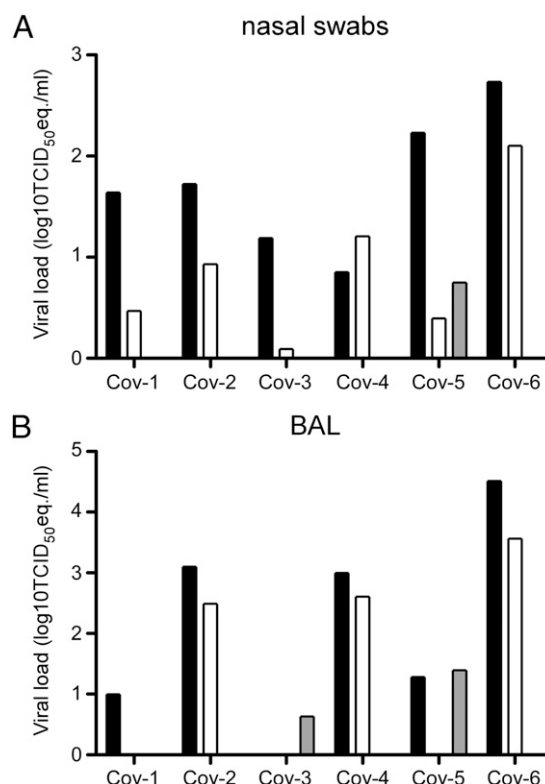 A
nasal swabs
Viral load (log10TCID₅₀eq./ml)
3
2
1
0
Cov-1 Cov-2 Cov-3 Cov-4 Cov-5 Cov-6
B
BAL
Viral load (log10TCID₅₀eq./ml)
5
4
3
2
1
0
Cov-1 Cov-2 Cov-3 Cov-4 Cov-5 Cov-6